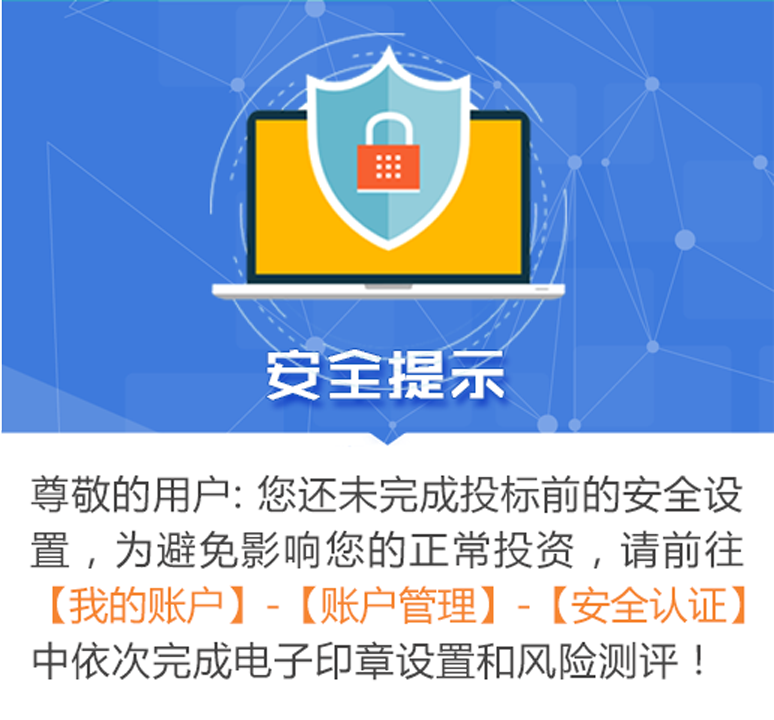 安全提示
尊敬的用户: 您还未完成投标前的安全设
置，为避免影响您的正常投资，请前往
【我的账户】-【账户管理】-【安全认证】
中依次完成电子印章设置和风险测评！